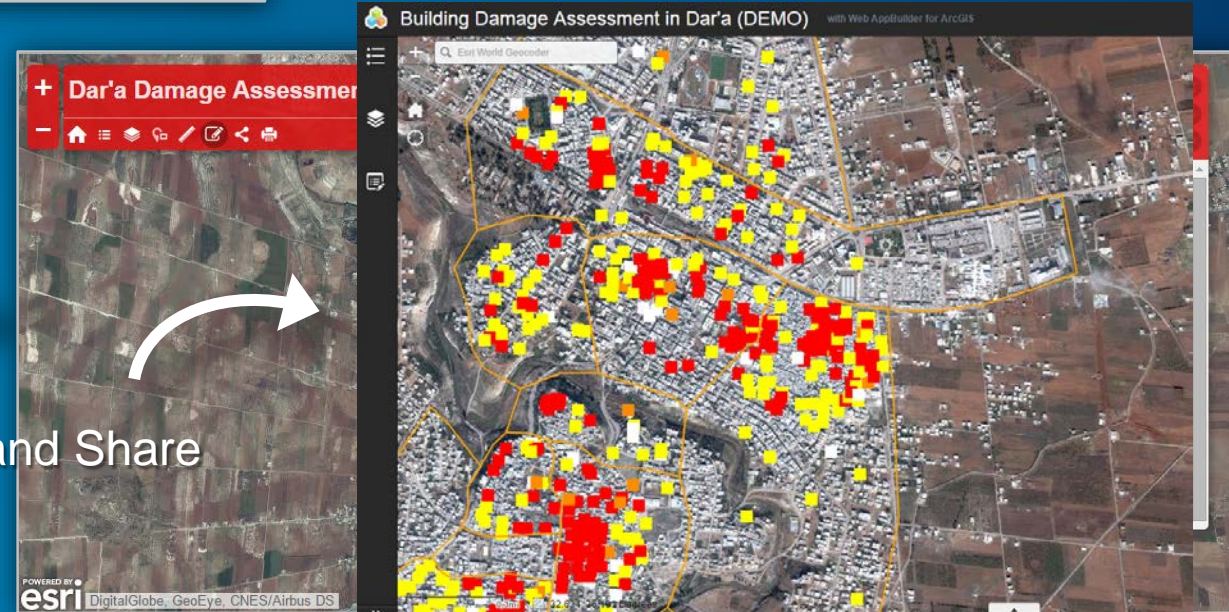 Building Damage Assessment in Dar'a (DEMO) with Web AppBuilder for ArcGIS
Esri World Geocoder
Dar'a Damage Assessmen
and Share
POWERED BY
esri
DigitalGlobe, GeoEye, CNES/Airbus DS